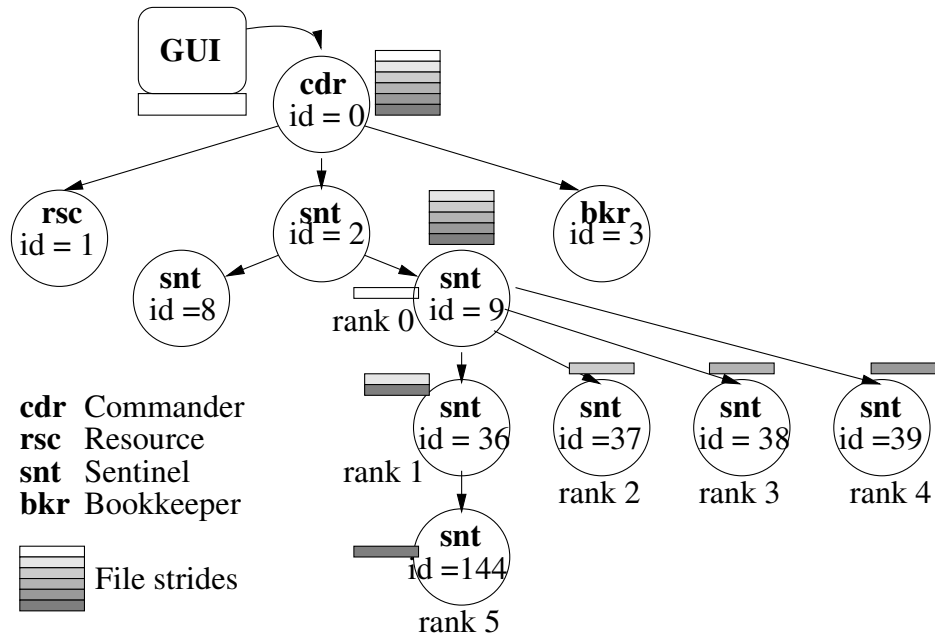 GUI
cdr
id = 0
rsc
id = 1
snt
id = 2
bkr
id = 3
snt
id =8
snt
id = 9
rank 0
snt
id = 36
rank 1
snt
id =37
rank 2
snt
id = 38
rank 3
snt
id =39
rank 4
snt
id =144
rank 5
cdr Commander
rsc Resource
snt Sentinel
bkr Bookkeeper
File strides